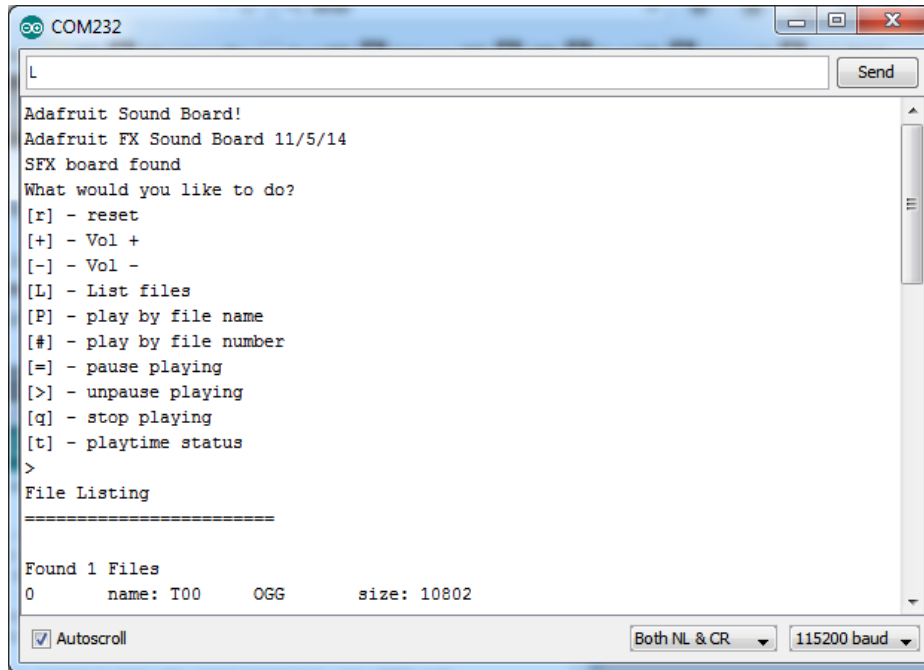 COM232
L
Send
Adafruit Sound Board!
Adafruit FX Sound Board 11/5/14
SFX board found
What would you like to do?
[r] - reset
[+] - Vol +
[-] - Vol -
[L] - List files
[P] - play by file name
[#] - play by file number
[=] - pause playing
[>] - unpause playing
[q] - stop playing
[t] - playtime status
>
File Listing
========================
Found 1 Files
0 name: T00 OGG size: 10802
Autoscroll
Both NL & CR
115200 baud